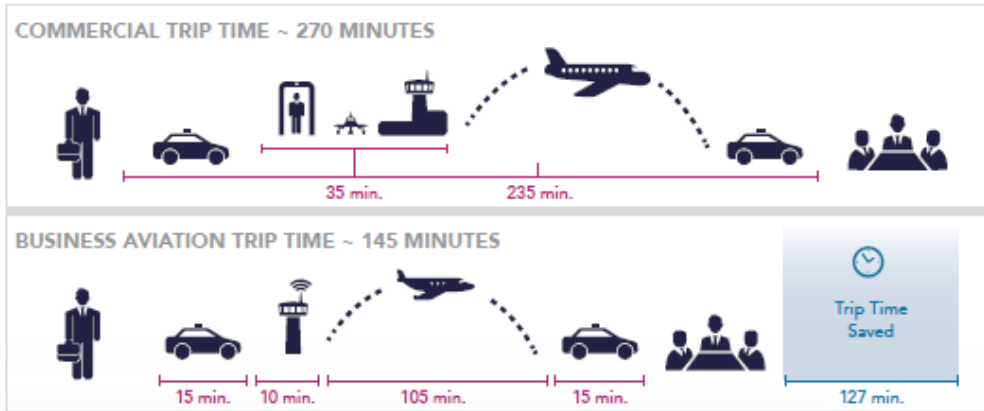 COMMERCIAL TRIP TIME ~ 270 MINUTES
35 min.
235 min.
BUSINESS AVIATION TRIP TIME ~ 145 MINUTES
Trip Time
Saved
15 min.
10 min.
105 min.
15 min.
127 min.